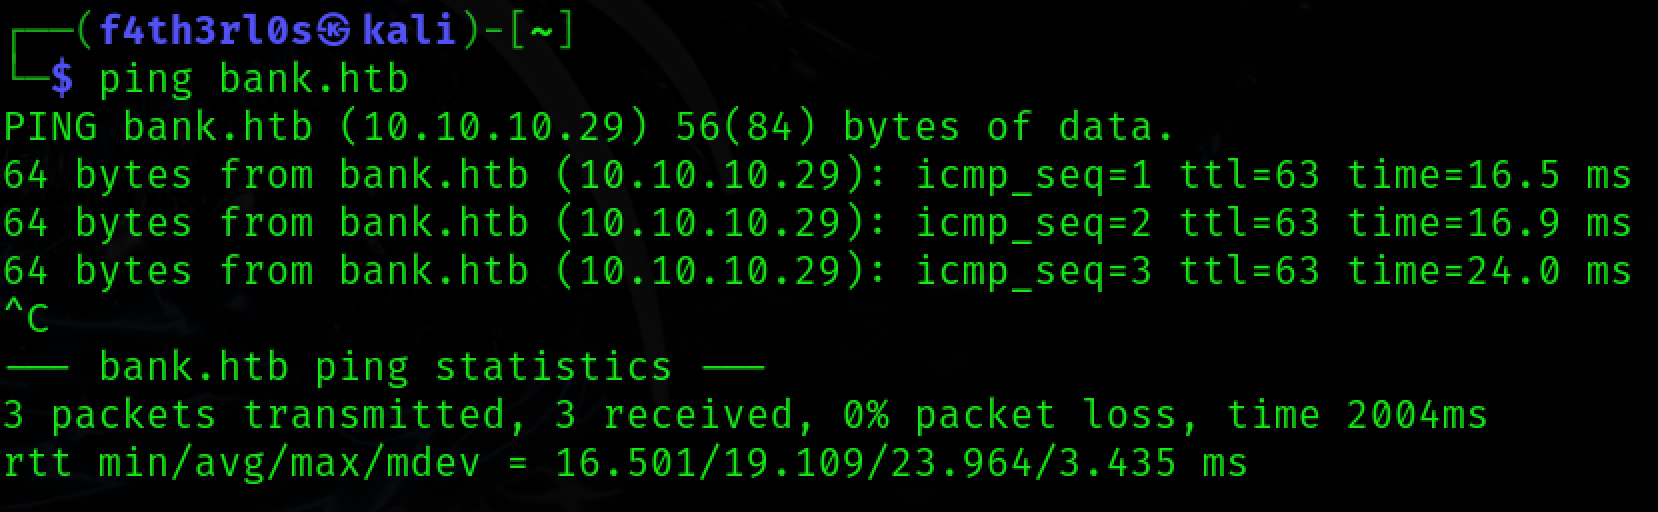 ┌──(f4th3rl0s㉿kali)-[~]
└─$ ping bank.htb
PING bank.htb (10.10.10.29) 56(84) bytes of data.
64 bytes from bank.htb (10.10.10.29): icmp_seq=1 ttl=63 time=16.5 ms
64 bytes from bank.htb (10.10.10.29): icmp_seq=2 ttl=63 time=16.9 ms
64 bytes from bank.htb (10.10.10.29): icmp_seq=3 ttl=63 time=24.0 ms
^C
--- bank.htb ping statistics ---
3 packets transmitted, 3 received, 0% packet loss, time 2004ms
rtt min/avg/max/mdev = 16.501/19.109/23.964/3.435 ms